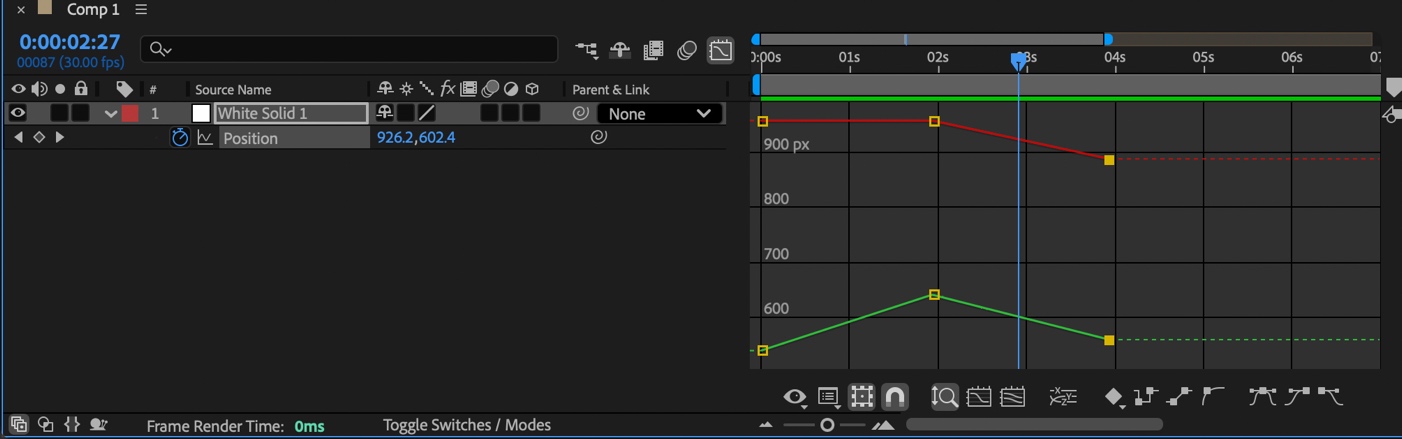 × Comp 1
0:00:02:27
00087 (30.00 fps)
0:00s 01s 02s 03s 04s 05s 06s 07
# Source Name fx Parent & Link
1 White Solid 1 None
Position 926.2,602.4
900 px
800
700
600
Frame Render Time: 0ms Toggle Switches / Modes